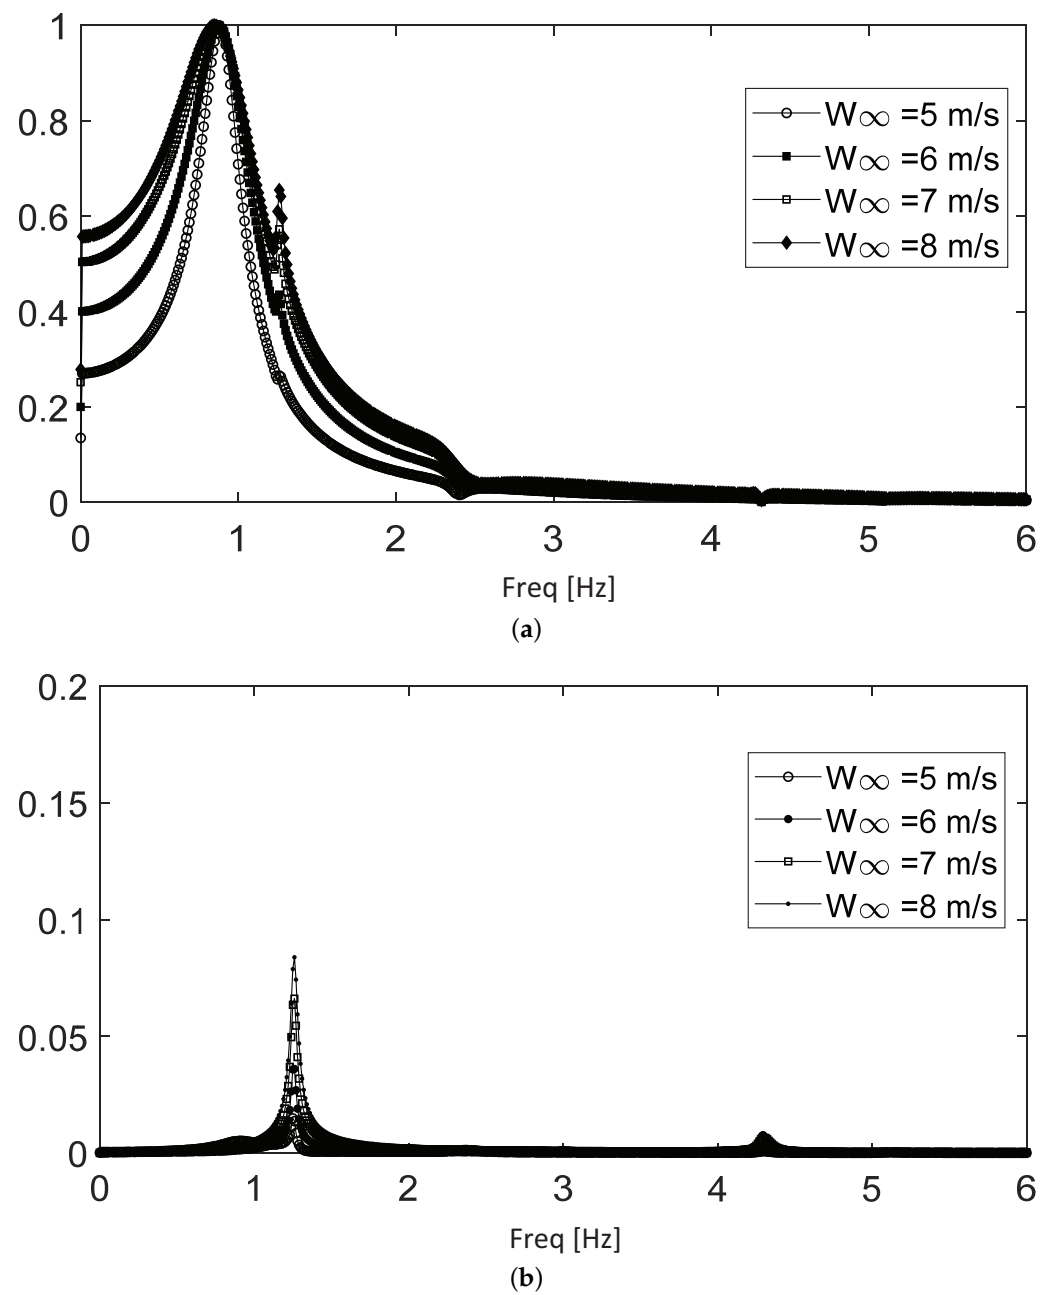 1
0.8
0.6
0.4
0.2
0
0 1 2 3 4 5 6
W∞ =5 m/s
W∞ =6 m/s
W∞ =7 m/s
W∞ =8 m/s
Freq [Hz]
(a)
0.2
0.15
0.1
0.05
0
0 1 2 3 4 5 6
W∞ =5 m/s
W∞ =6 m/s
W∞ =7 m/s
W∞ =8 m/s
Freq [Hz]
(b)